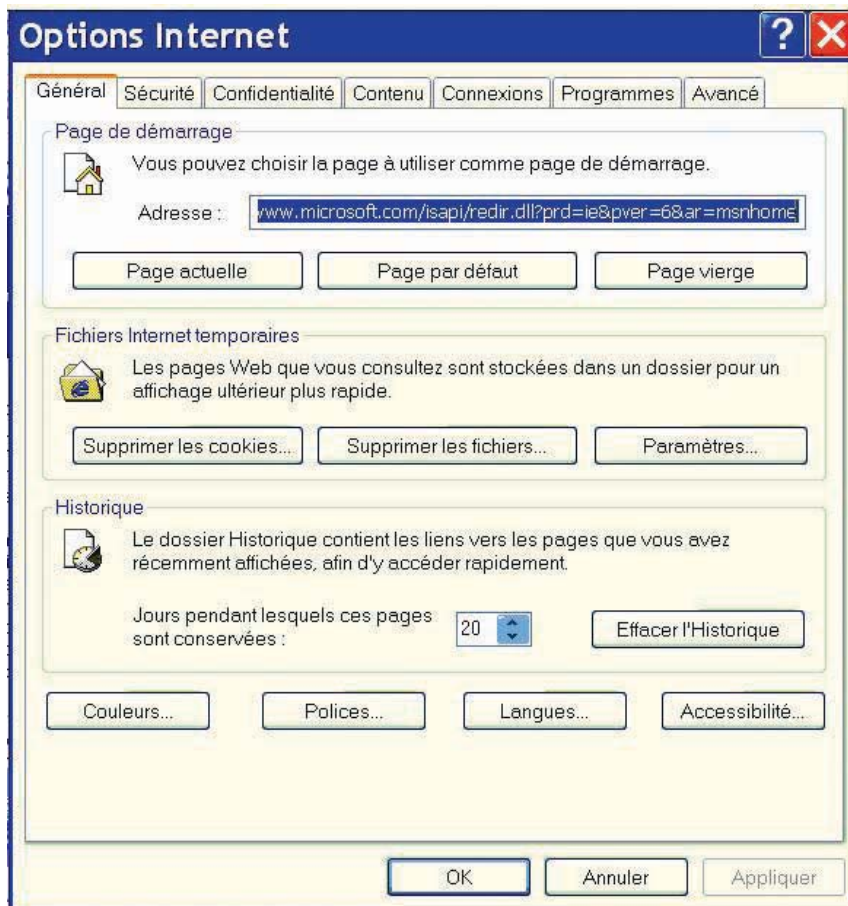 Options Internet
Général Sécurité Confidentialité Contenu Connexions Programmes Avancé
Page de démarrage
Vous pouvez choisir la page à utiliser comme page de démarrage.
Adresse : www.microsoft.com/isapi/redir.dll?prd=ie&pver=6&ar=msnhome
Page actuelle Page par défaut Page vierge
Fichiers Internet temporaires
Les pages Web que vous consultez sont stockées dans un dossier pour un
affichage ultérieur plus rapide.
Supprimer les cookies... Supprimer les fichiers... Paramètres...
Historique
Le dossier Historique contient les liens vers les pages que vous avez
récemment affichées, afin d'y accéder rapidement.
Jours pendant lesquels ces pages
sont conservées : 20 Effacer l'Historique
Couleurs... Polices... Langues... Accessibilité...
OK Annuler Appliquer